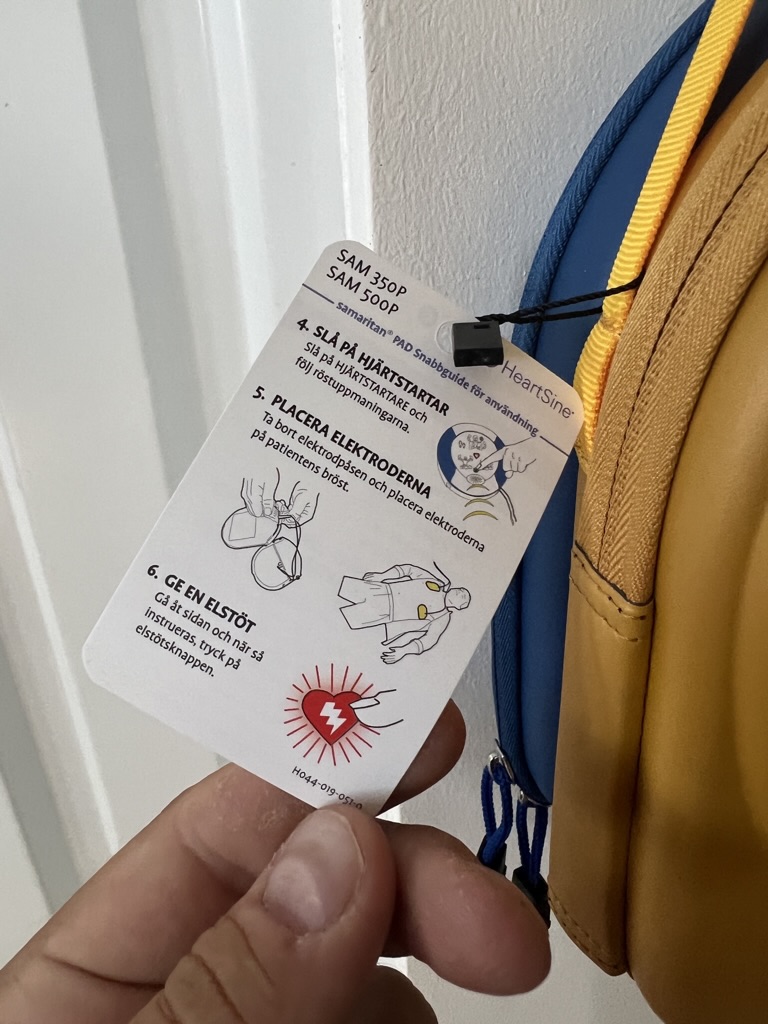 SAM 350P
SAM 500P
samaritan® PAD Snabbguide för användning
HeartSine®
4. SLÅ PÅ HJÄRTSTARTAR
Slå på HJÄRTSTARTARE och
följ röstuppmaningarna.
5. PLACERA ELEKTRODERNA
Ta bort elektrodpåsen och placera elektroderna
på patientens bröst.
6. GE EN ELSTÖT
Gå åt sidan och när så
instrueras, tryck på
elstötsknappen.
H044-019-051-0